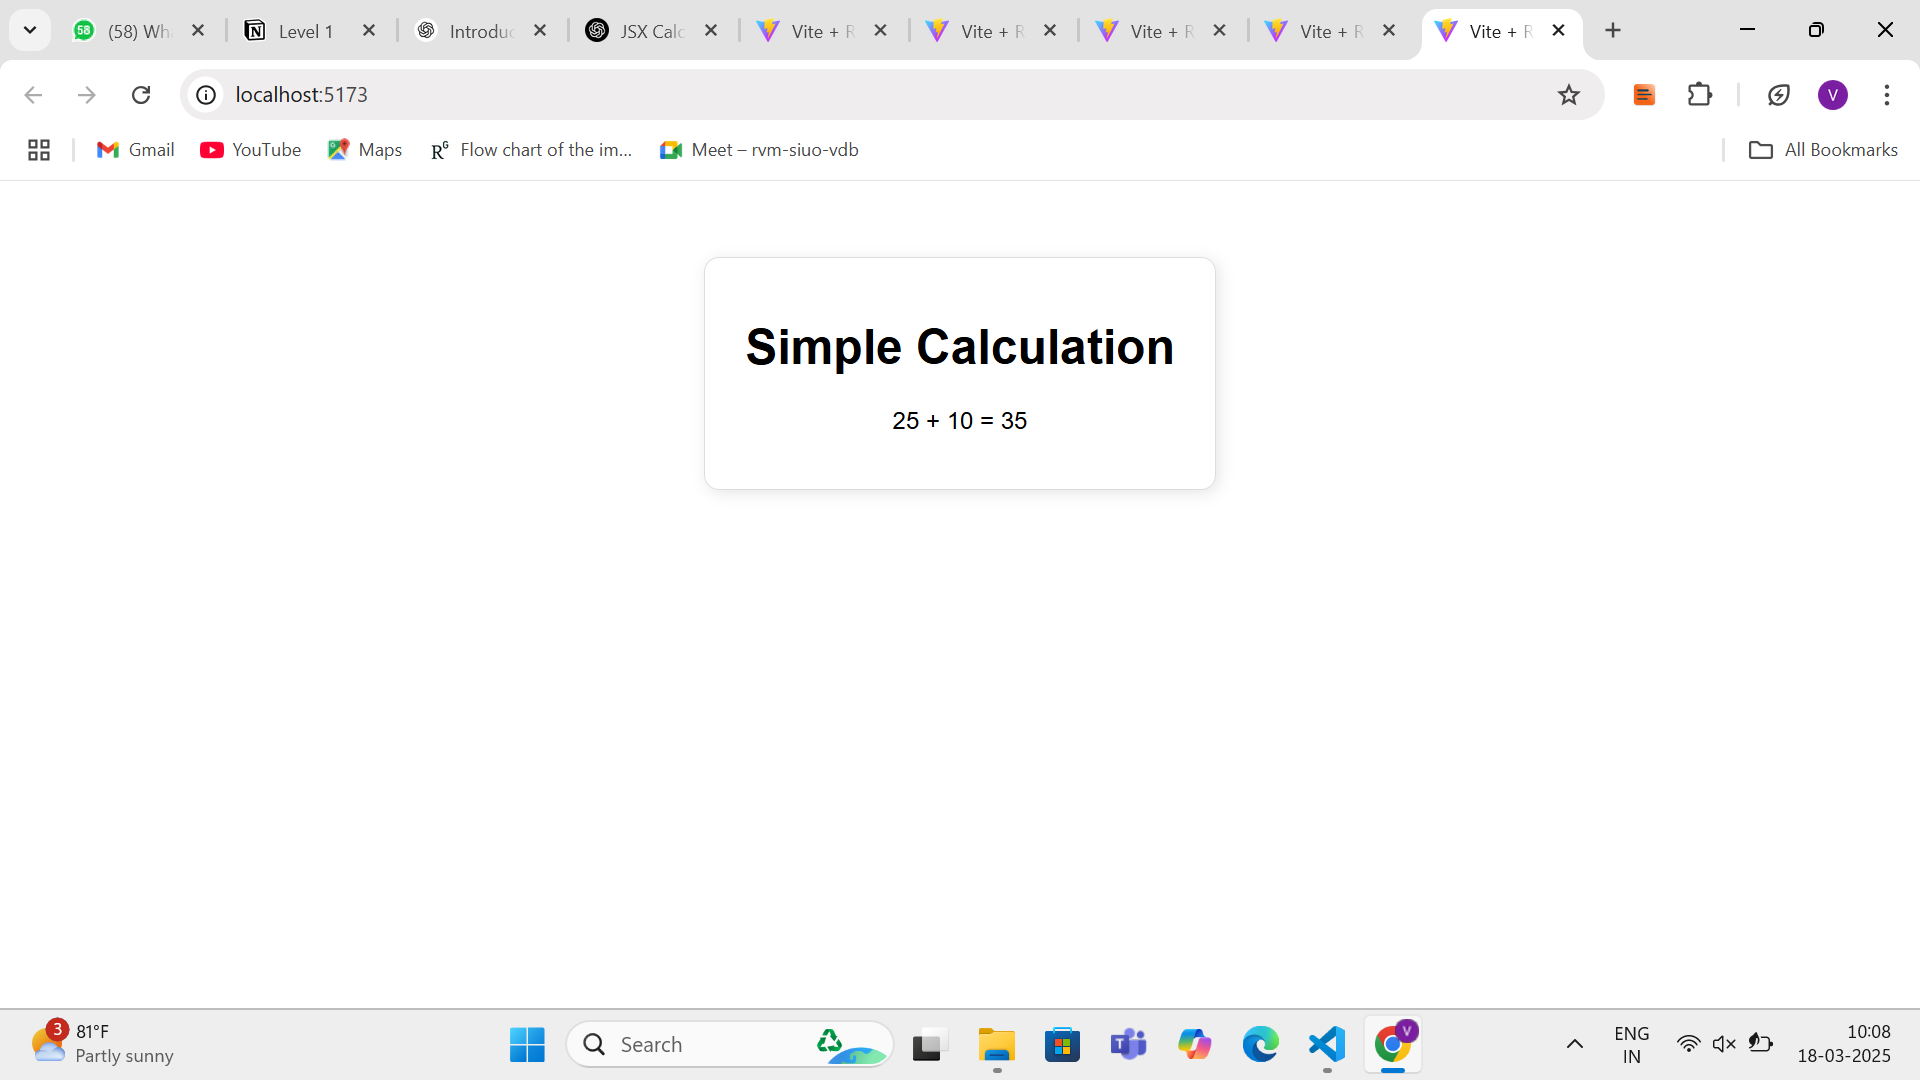 58 (58) Wh
Level 1
Introduc
JSX Calc
Vite + R
Vite + R
Vite + R
Vite + R
Vite + R
localhost:5173
V
Gmail
YouTube
Maps
RG Flow chart of the im...
Meet – rvm-siuo-vdb
All Bookmarks
Simple Calculation
25 + 10 = 35
3 81°F
Partly sunny
Search
V
ENG
IN
10:08
18-03-2025